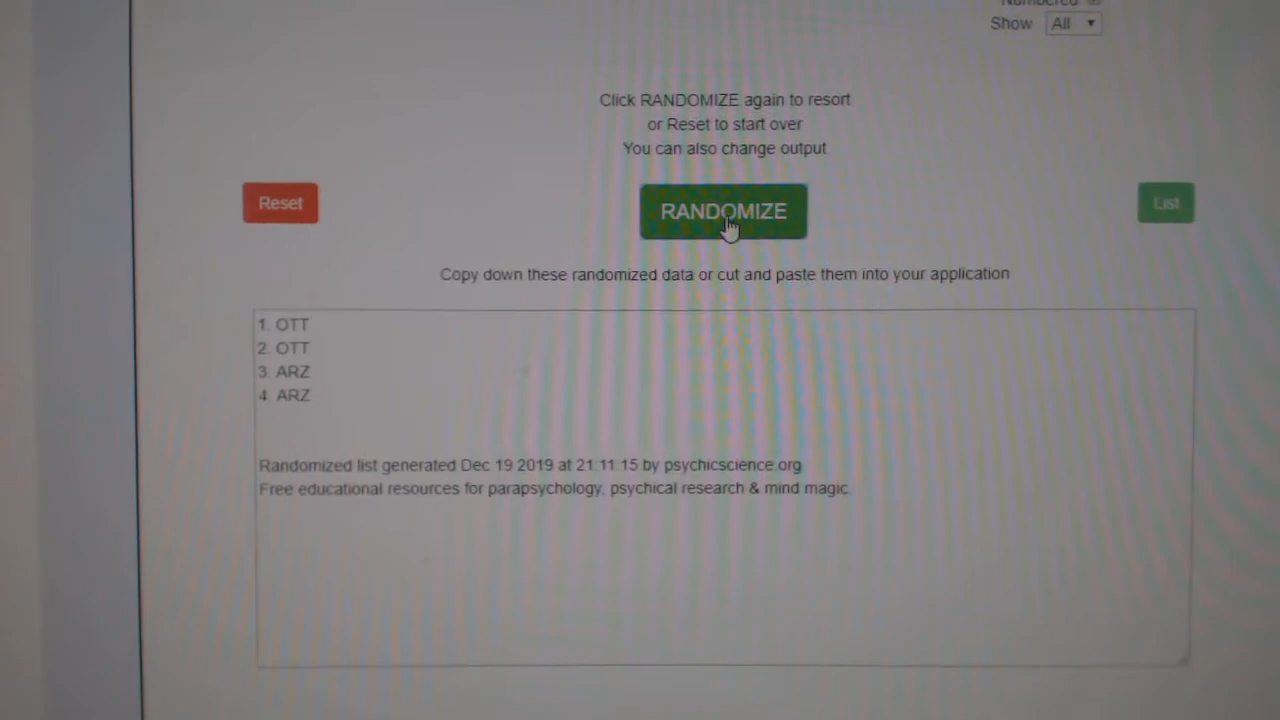 Numbered
Show All
Click RANDOMIZE again to resort
or Reset to start over
You can also change output
Reset
RANDOMIZE
List
Copy down these randomized data or cut and paste them into your application
1. OTT
2. OTT
3. ARZ
4. ARZ
Randomized list generated Dec 19 2019 at 21:11:15 by psychicscience.org
Free educational resources for parapsychology, psychical research & mind magic.